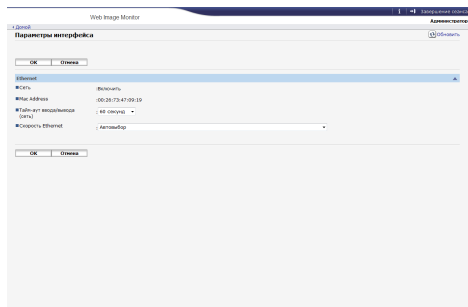 Завершение сеанса
Web Image Monitor
Администратор
Домой
Параметры интерфейса
Обновить
OK Отмена
Ethernet
Сеть :Включить
Mac Address :00:26:73:47:09:19
Тайм-аут ввода/вывода : 60 секунд
(сеть)
Скорость Ethernet : Автовыбор
OK Отмена